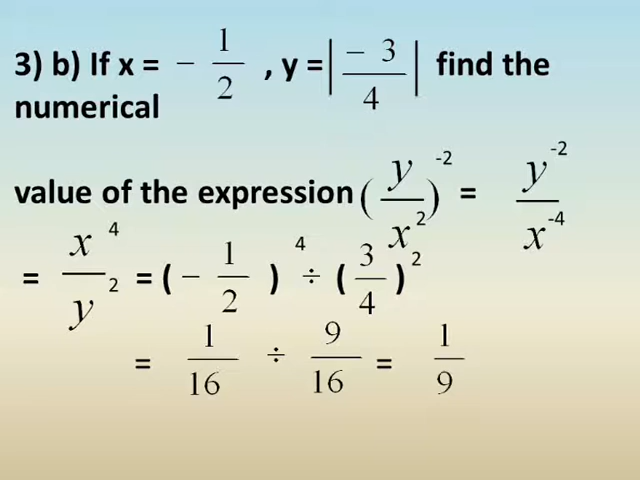 3) b) If x = − 1/2 , y = |− 3/4| find the
numerical
value of the expression (y/x²)⁻² = y⁻²/x⁻⁴
= x⁴/y² = (− 1/2)⁴ ÷ (3/4)²
= 1/16 ÷ 9/16 = 1/9